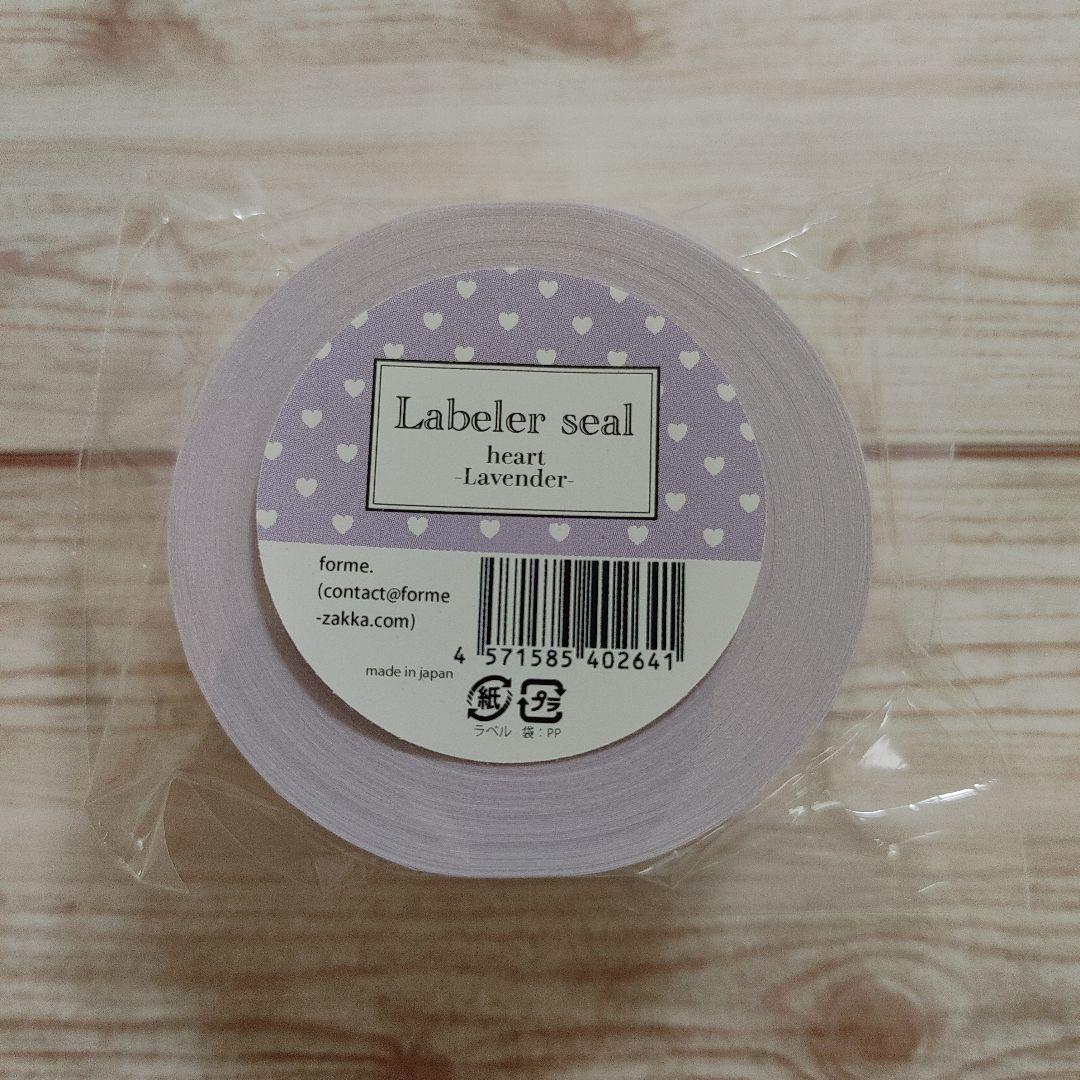 Labeler seal
heart
-Lavender-
forme.
(contact@forme
-zakka.com)
4 571585 402641
made in japan
紙 プラ
ラベル 袋：PP